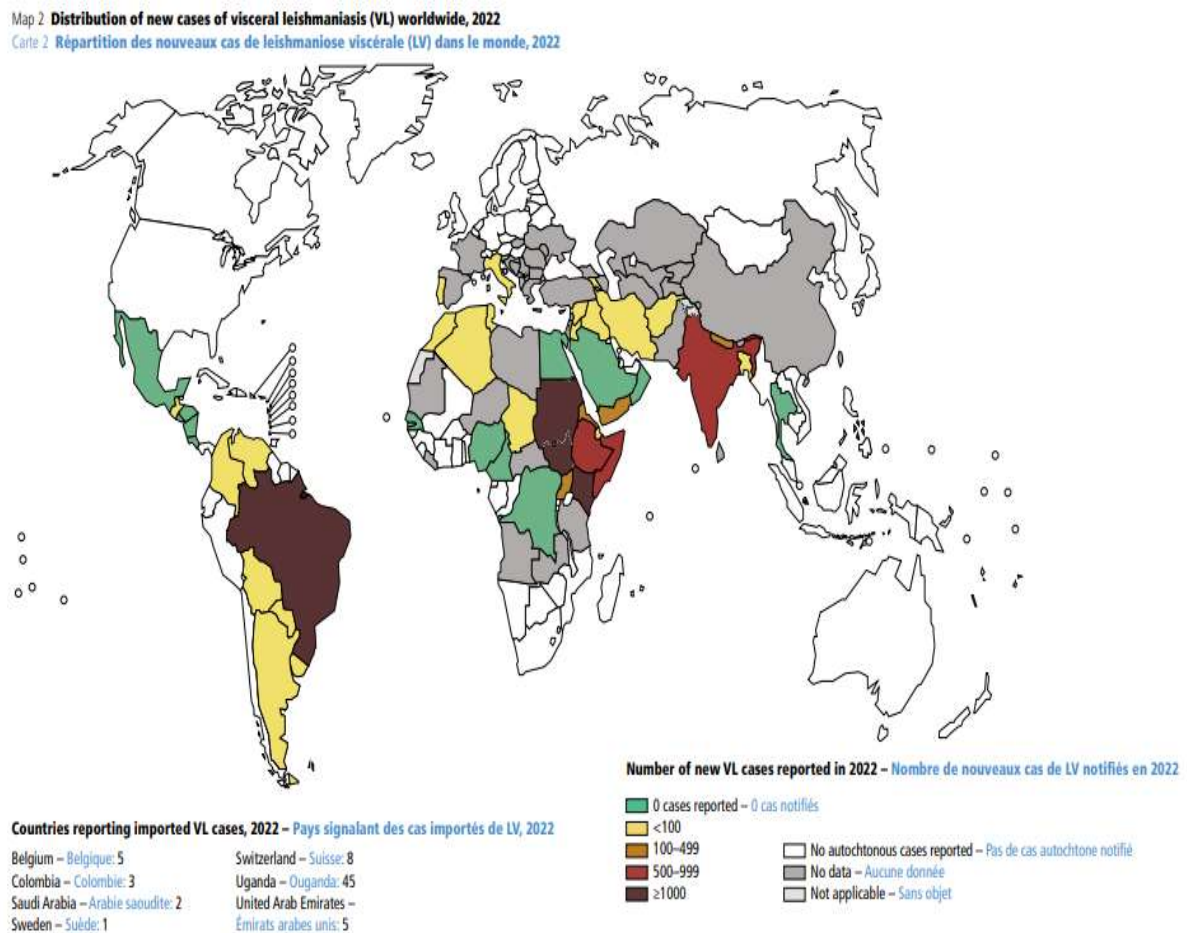 Map 2 Distribution of new cases of visceral leishmaniasis (VL) worldwide, 2022
Carte 2 Répartition des nouveaux cas de leishmaniose viscérale (LV) dans le monde, 2022
Number of new VL cases reported in 2022 – Nombre de nouveaux cas de LV notifiés en 2022
0 cases reported – 0 cas notifiés
<100
100–499
500–999
≥1000
No autochtonous cases reported – Pas de cas autochtone notifié
No data – Aucune donnée
Not applicable – Sans objet
Countries reporting imported VL cases, 2022 – Pays signalant des cas importés de LV, 2022
Belgium – Belgique: 5
Colombia – Colombie: 3
Saudi Arabia – Arabie saoudite: 2
Sweden – Suède: 1
Switzerland – Suisse: 8
Uganda – Ouganda: 45
United Arab Emirates –
Émirats arabes unis: 5